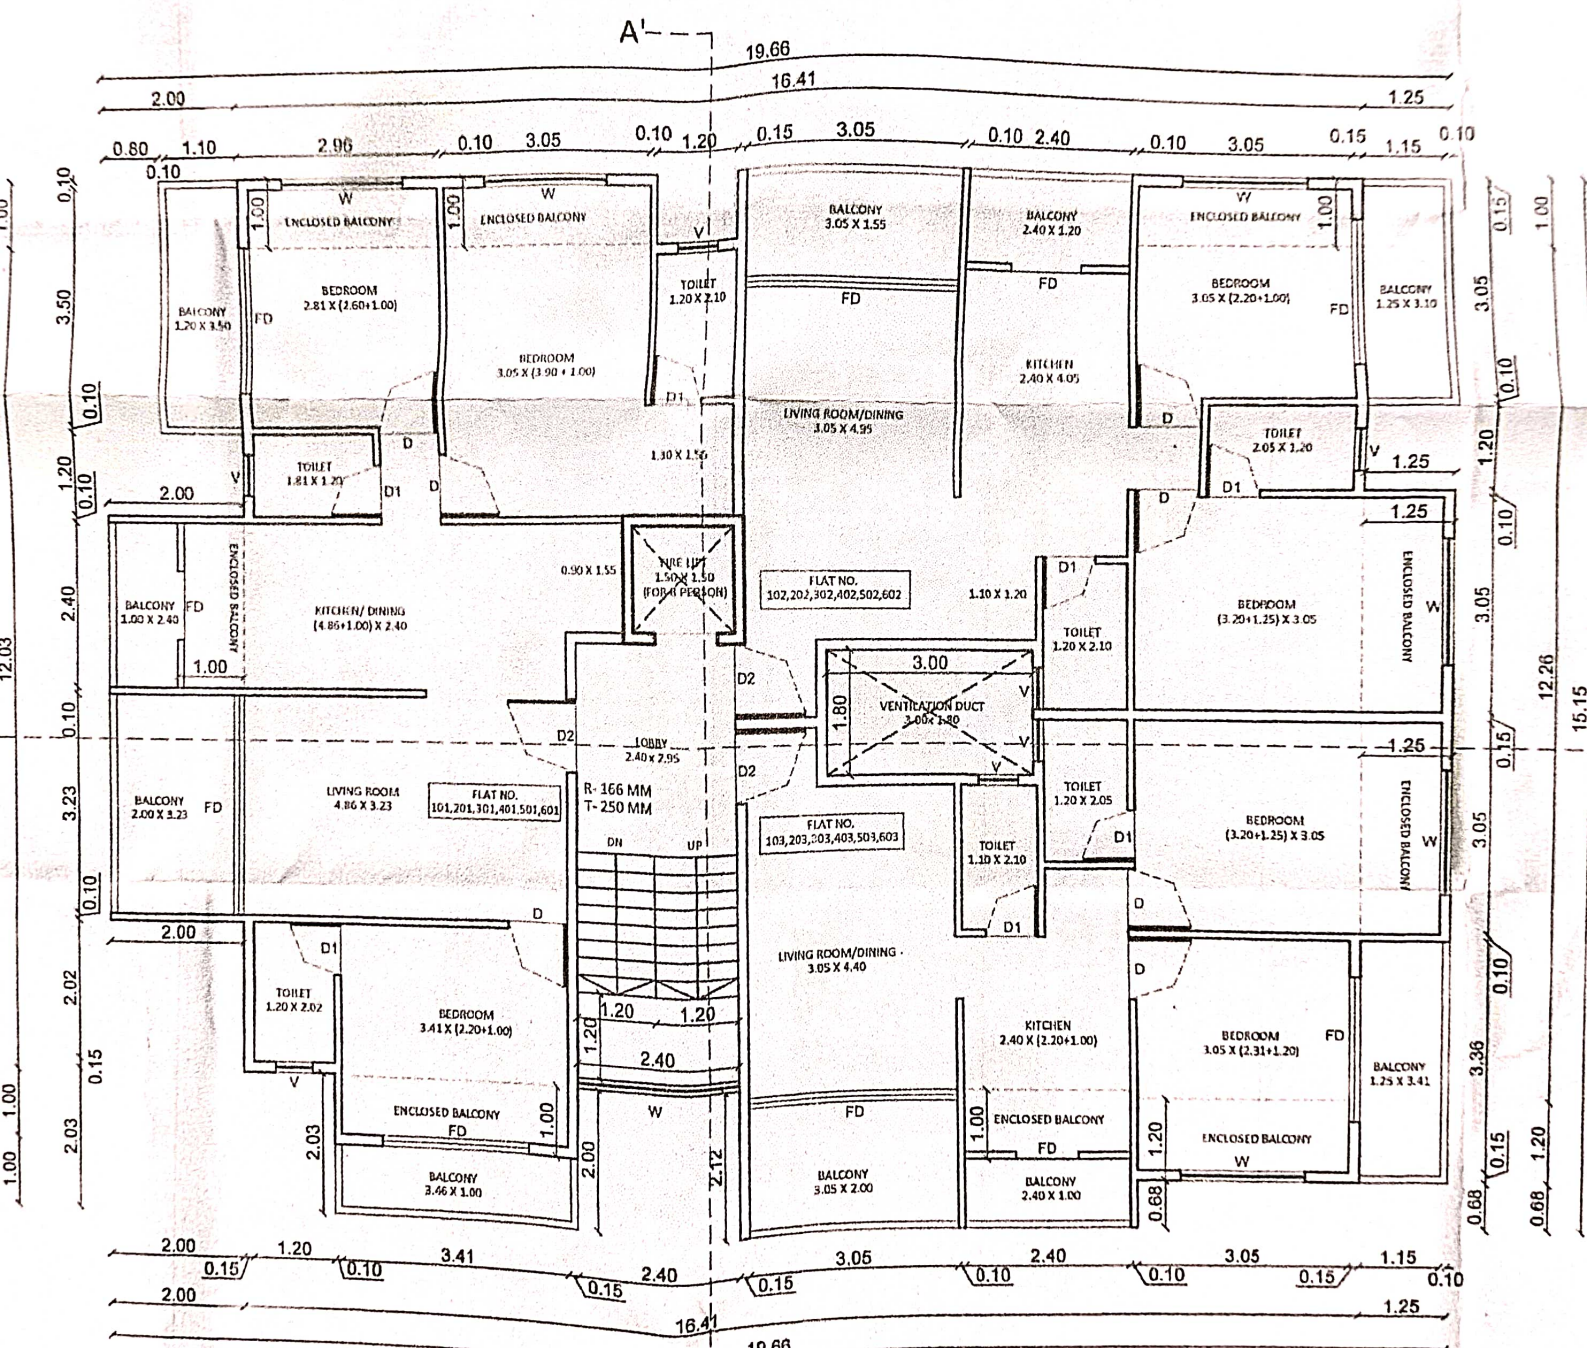 A'
19.66
16.41
2.00
1.25
0.80
1.10
2.96
0.10
3.05
0.10
1.20
0.15
3.05
0.10
2.40
0.10
3.05
0.15
1.15
0.10
0.10
1.00
0.10
3.50
0.10
1.20
0.10
2.40
12.03
0.10
3.23
0.10
2.02
0.15
2.03
1.00
1.00
1.00
W
ENCLOSED BALCONY
BEDROOM
2.81 X (2.60+1.00)
BALCONY
1.20 X 3.50
FD
D
TOILET
1.81 X 1.20
V
D1
2.00
1.00
W
ENCLOSED BALCONY
BEDROOM
3.05 X (3.90 + 1.00)
D
V
TOILET
1.20 X 2.10
D1
BALCONY
3.05 X 1.55
FD
LIVING ROOM/DINING
3.05 X 4.95
BALCONY
2.40 X 1.20
FD
KITCHEN
2.40 X 4.05
W
ENCLOSED BALCONY
1.00
BEDROOM
3.05 X (2.20+1.00)
FD
BALCONY
1.25 X 3.10
D
TOILET
2.05 X 1.20
V
D1
D
1.25
1.25
BALCONY
1.00 X 2.40
FD
ENCLOSED BALCONY
1.00
KITCHEN/ DINING
(4.86+1.00) X 2.40
0.90 X 1.55
FIRE LIFT
1.50 X 1.50
(FOR 8 PERSON)
FLAT NO.
102,202,302,402,502,602
1.10 X 1.20
D1
TOILET
1.20 X 2.10
BEDROOM
(3.20+1.25) X 3.05
ENCLOSED BALCONY
W
D2
3.00
1.80
VENTILATION DUCT
3.00 x 1.80
V
V
V
BALCONY
2.00 X 3.23
FD
LIVING ROOM
4.86 X 3.23
FLAT NO.
101,201,301,401,501,601
D2
LOBBY
2.40 x 2.95
R- 166 MM
T- 250 MM
DN
UP
D2
FLAT NO.
103,203,303,403,503,603
TOILET
1.10 X 2.10
D1
TOILET
1.20 X 2.05
D1
1.25
BEDROOM
(3.20+1.25) X 3.05
ENCLOSED BALCONY
W
D
D
2.00
D1
TOILET
1.20 X 2.02
V
D
BEDROOM
3.41 X (2.20+1.00)
ENCLOSED BALCONY
FD
1.00
2.03
BALCONY
3.46 X 1.00
1.20
1.20
1.20
2.40
W
2.00
2.12
LIVING ROOM/DINING
3.05 X 4.40
FD
BALCONY
3.05 X 2.00
KITCHEN
2.40 X (2.20+1.00)
1.00
ENCLOSED BALCONY
FD
BALCONY
2.40 X 1.00
BEDROOM
3.05 X (2.31+1.20)
FD
1.20
ENCLOSED BALCONY
W
0.68
BALCONY
1.25 X 3.41
0.15
3.05
0.10
1.20
0.10
3.05
0.15
3.05
0.10
3.36
0.15
0.68
1.00
12.26
1.20
0.68
15.15
2.00
0.15
1.20
0.10
3.41
0.15
2.40
0.15
3.05
0.10
2.40
0.10
3.05
0.15
1.15
0.10
2.00
16.41
1.25
19.66